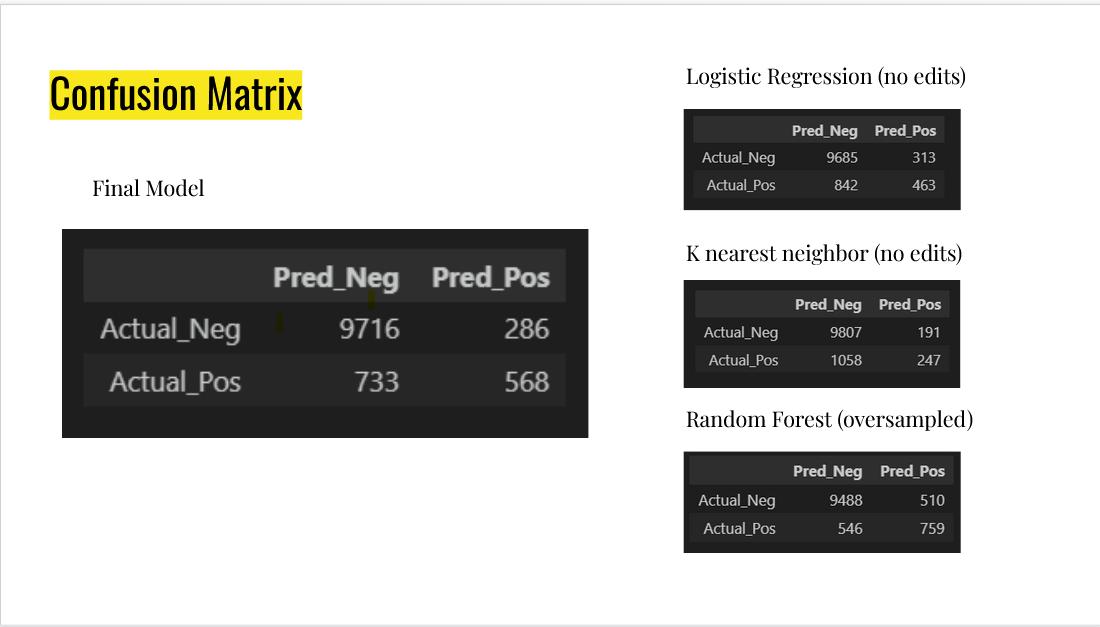 Confusion Matrix
Final Model
Pred_Neg Pred_Pos
Actual_Neg 9716 286
Actual_Pos 733 568
Logistic Regression (no edits)
Pred_Neg Pred_Pos
Actual_Neg 9685 313
Actual_Pos 842 463
K nearest neighbor (no edits)
Pred_Neg Pred_Pos
Actual_Neg 9807 191
Actual_Pos 1058 247
Random Forest (oversampled)
Pred_Neg Pred_Pos
Actual_Neg 9488 510
Actual_Pos 546 759